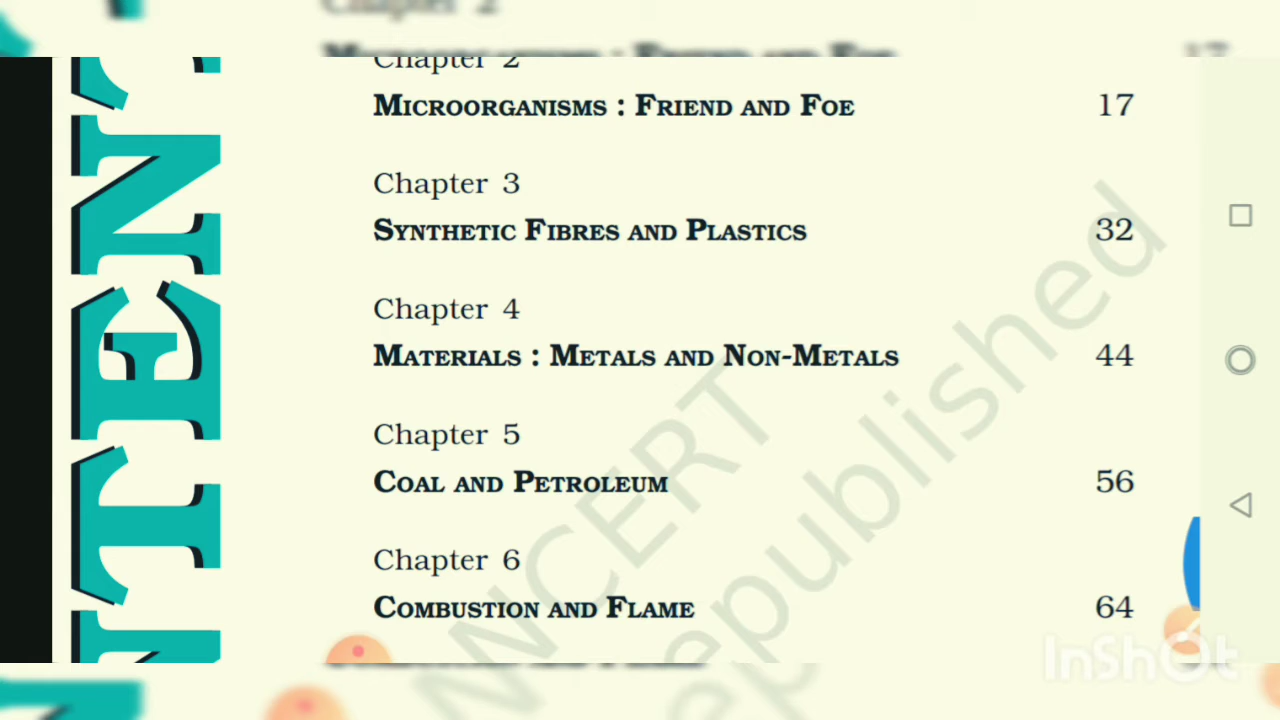 Chapter 2
MICROORGANISMS : FRIEND AND FOE 17
Chapter 3
SYNTHETIC FIBRES AND PLASTICS 32
Chapter 4
MATERIALS : METALS AND NON-METALS 44
Chapter 5
COAL AND PETROLEUM 56
Chapter 6
COMBUSTION AND FLAME 64
NCERT
republished
InShOt